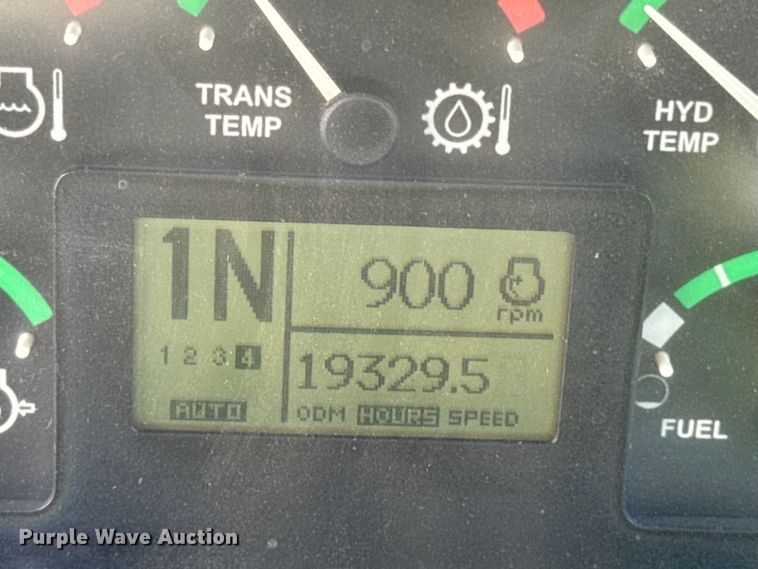 TRANS
TEMP
HYD
TEMP
1N
900
rpm
1 2 3 4
19329.5
AUTO
ODM HOURS SPEED
FUEL
Purple Wave Auction